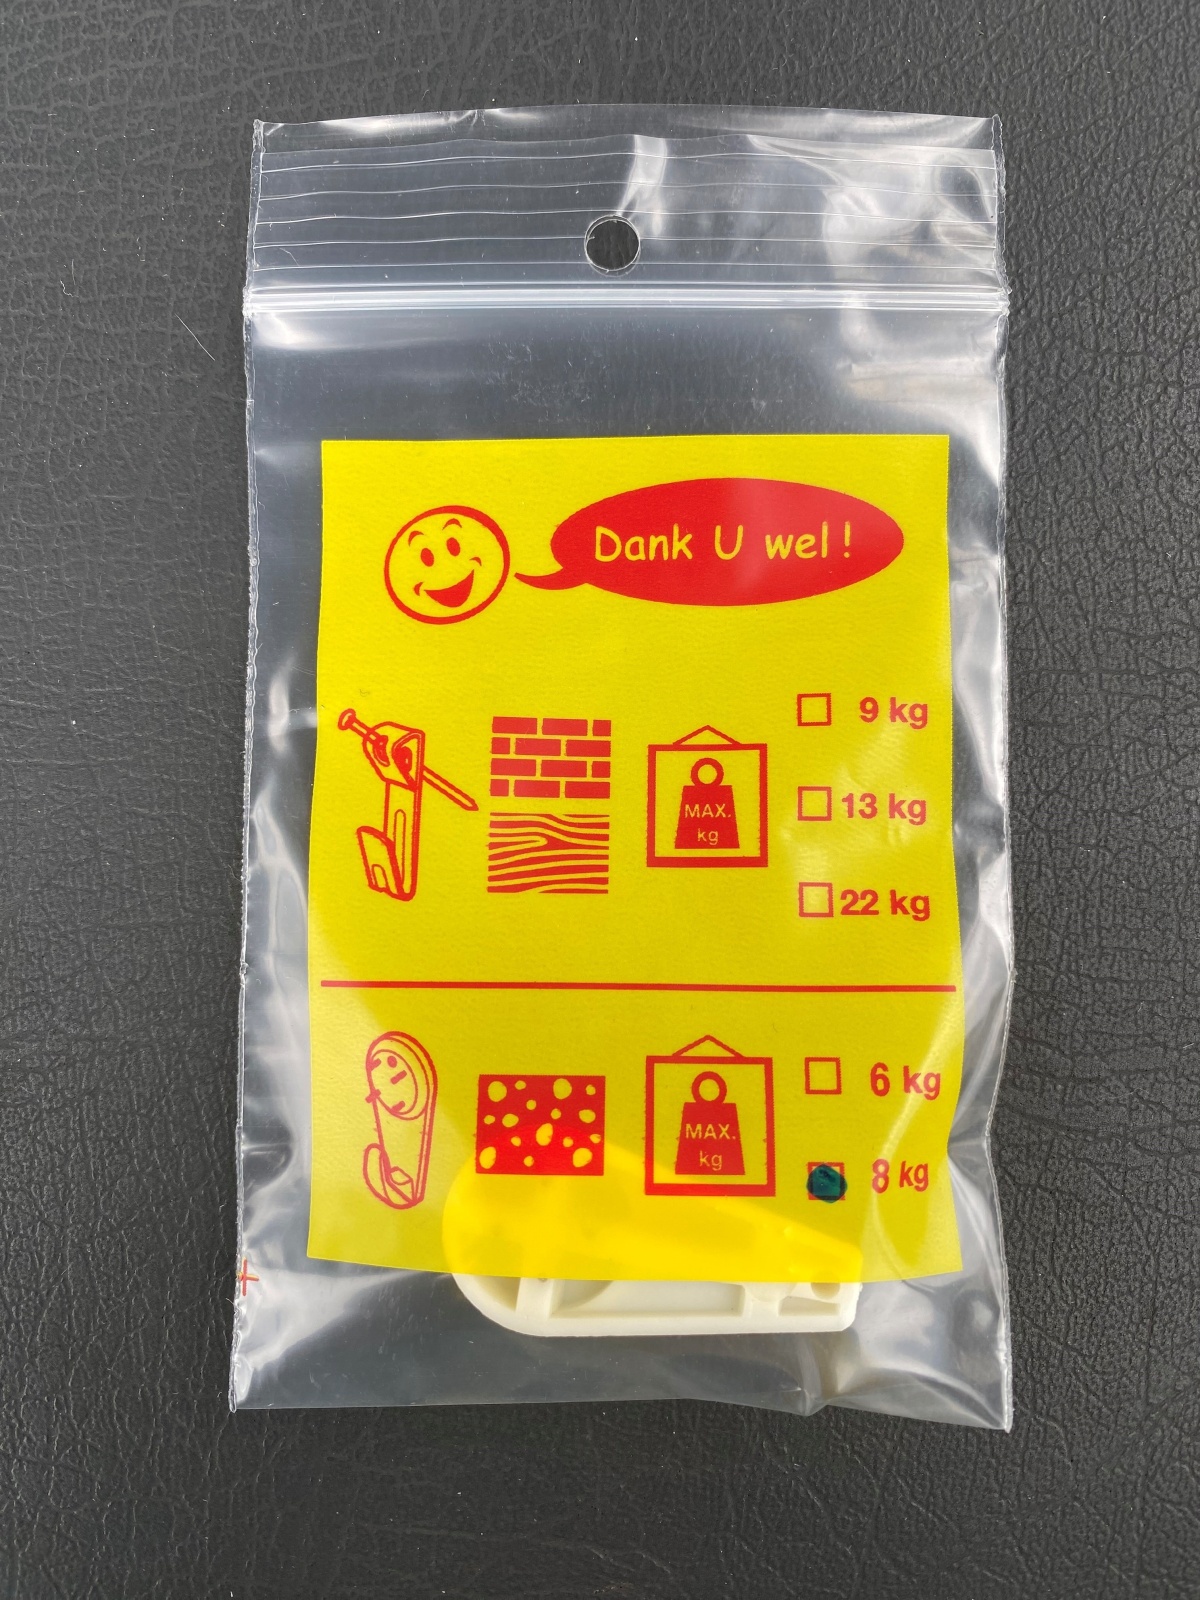 Dank U wel !
9 kg
MAX.
kg
13 kg
22 kg
6 kg
MAX.
kg
8 kg